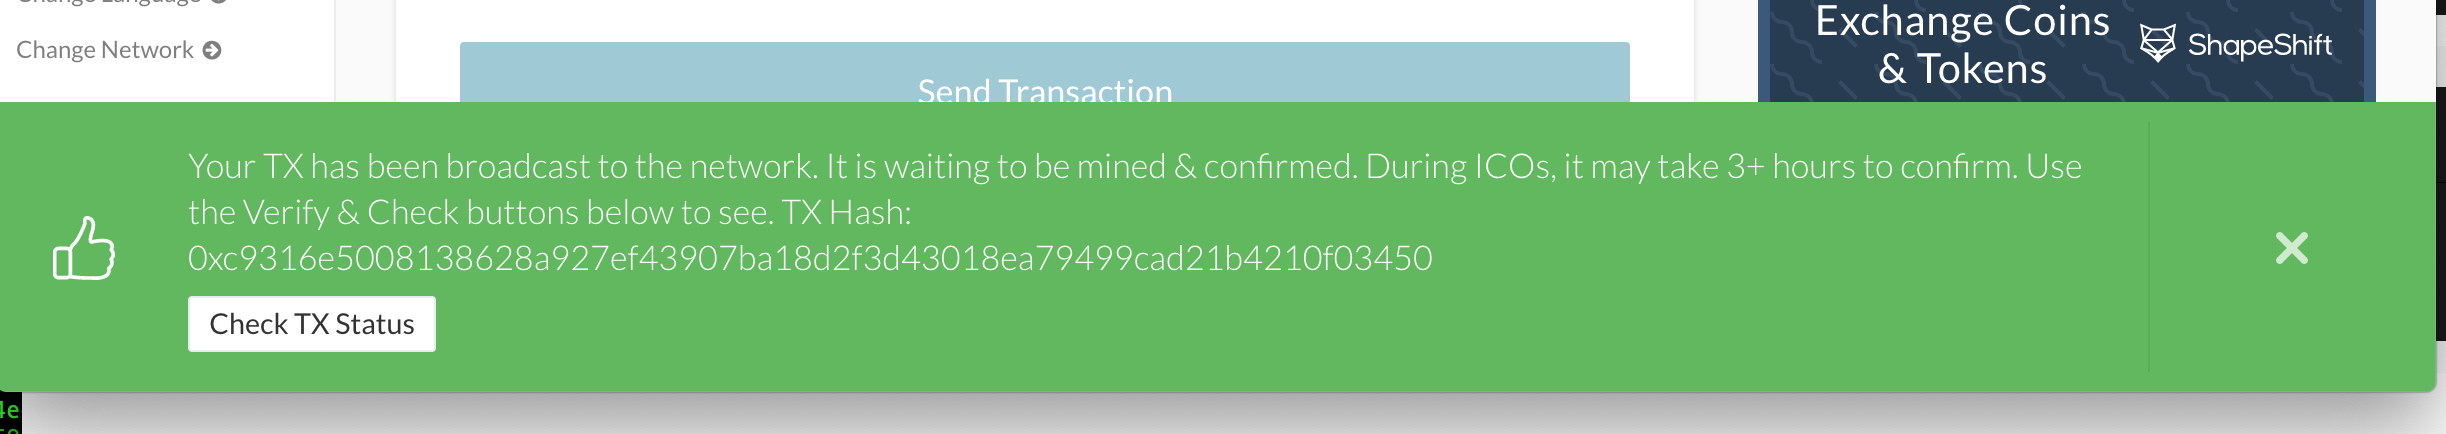 Change Language
Change Network
Send Transaction
Exchange Coins
& Tokens
ShapeShift
Your TX has been broadcast to the network. It is waiting to be mined & confirmed. During ICOs, it may take 3+ hours to confirm. Use
the Verify & Check buttons below to see. TX Hash:
0xc9316e5008138628a927ef43907ba18d2f3d43018ea79499cad21b4210f03450
Check TX Status
4e